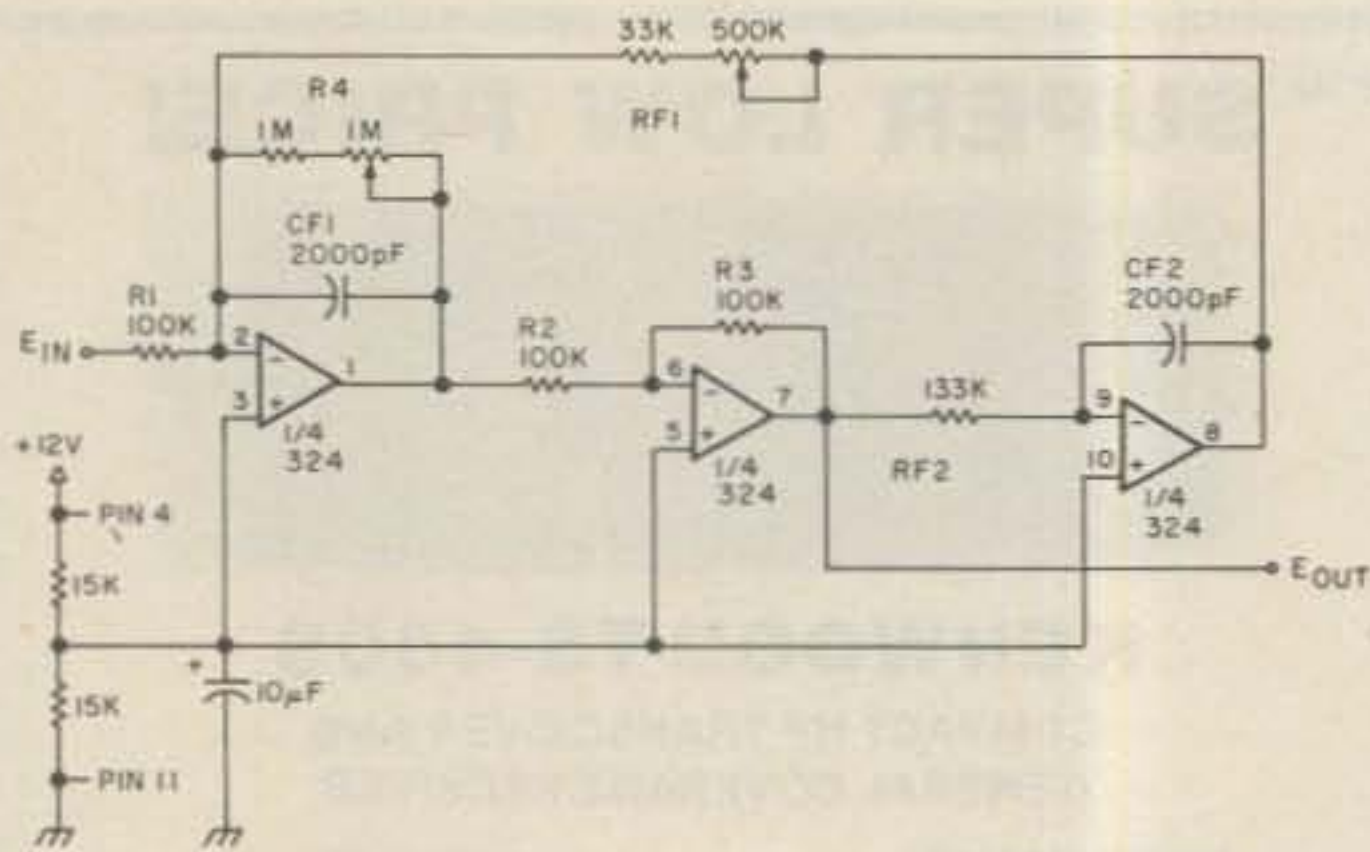 33K 500K
R4
RF1
1M 1M
CF1
2000pF
R1
100K
R3
100K
CF2
2000pF
R2
100K
EIN
2
-
1
3
+
1/4
324
6
-
7
5
+
1/4
324
133K
RF2
9
-
8
10
+
1/4
324
+12V
PIN 4
15K
EOUT
15K
+
10µF
PIN 11